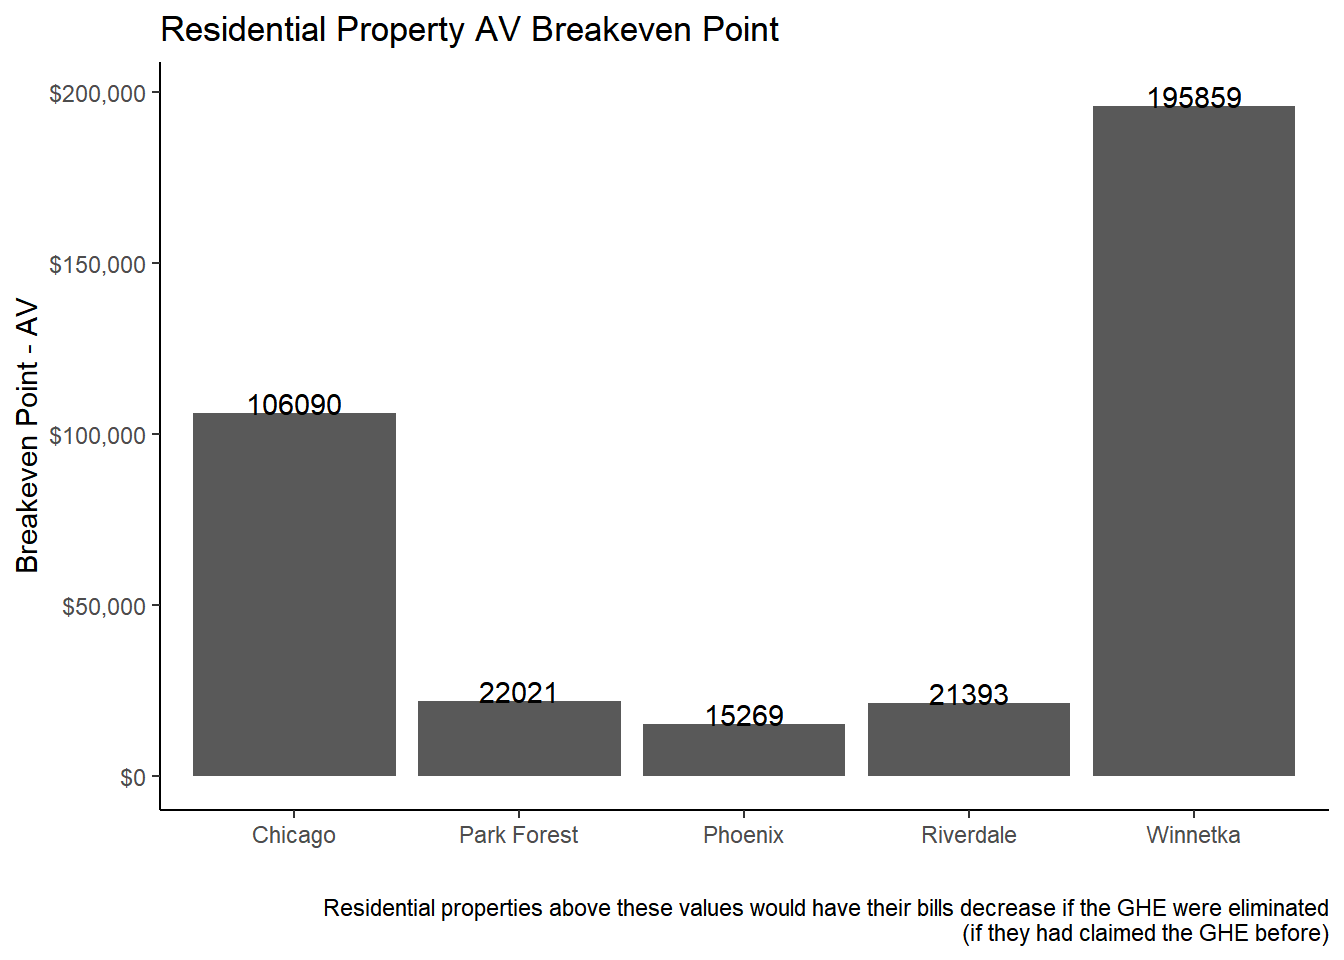 Residential Property AV Breakeven Point
Breakeven Point - AV
$200,000
$150,000
$100,000
$50,000
$0
106090
22021
15269
21393
195859
Chicago
Park Forest
Phoenix
Riverdale
Winnetka
Residential properties above these values would have their bills decrease if the GHE were eliminated
(if they had claimed the GHE before)